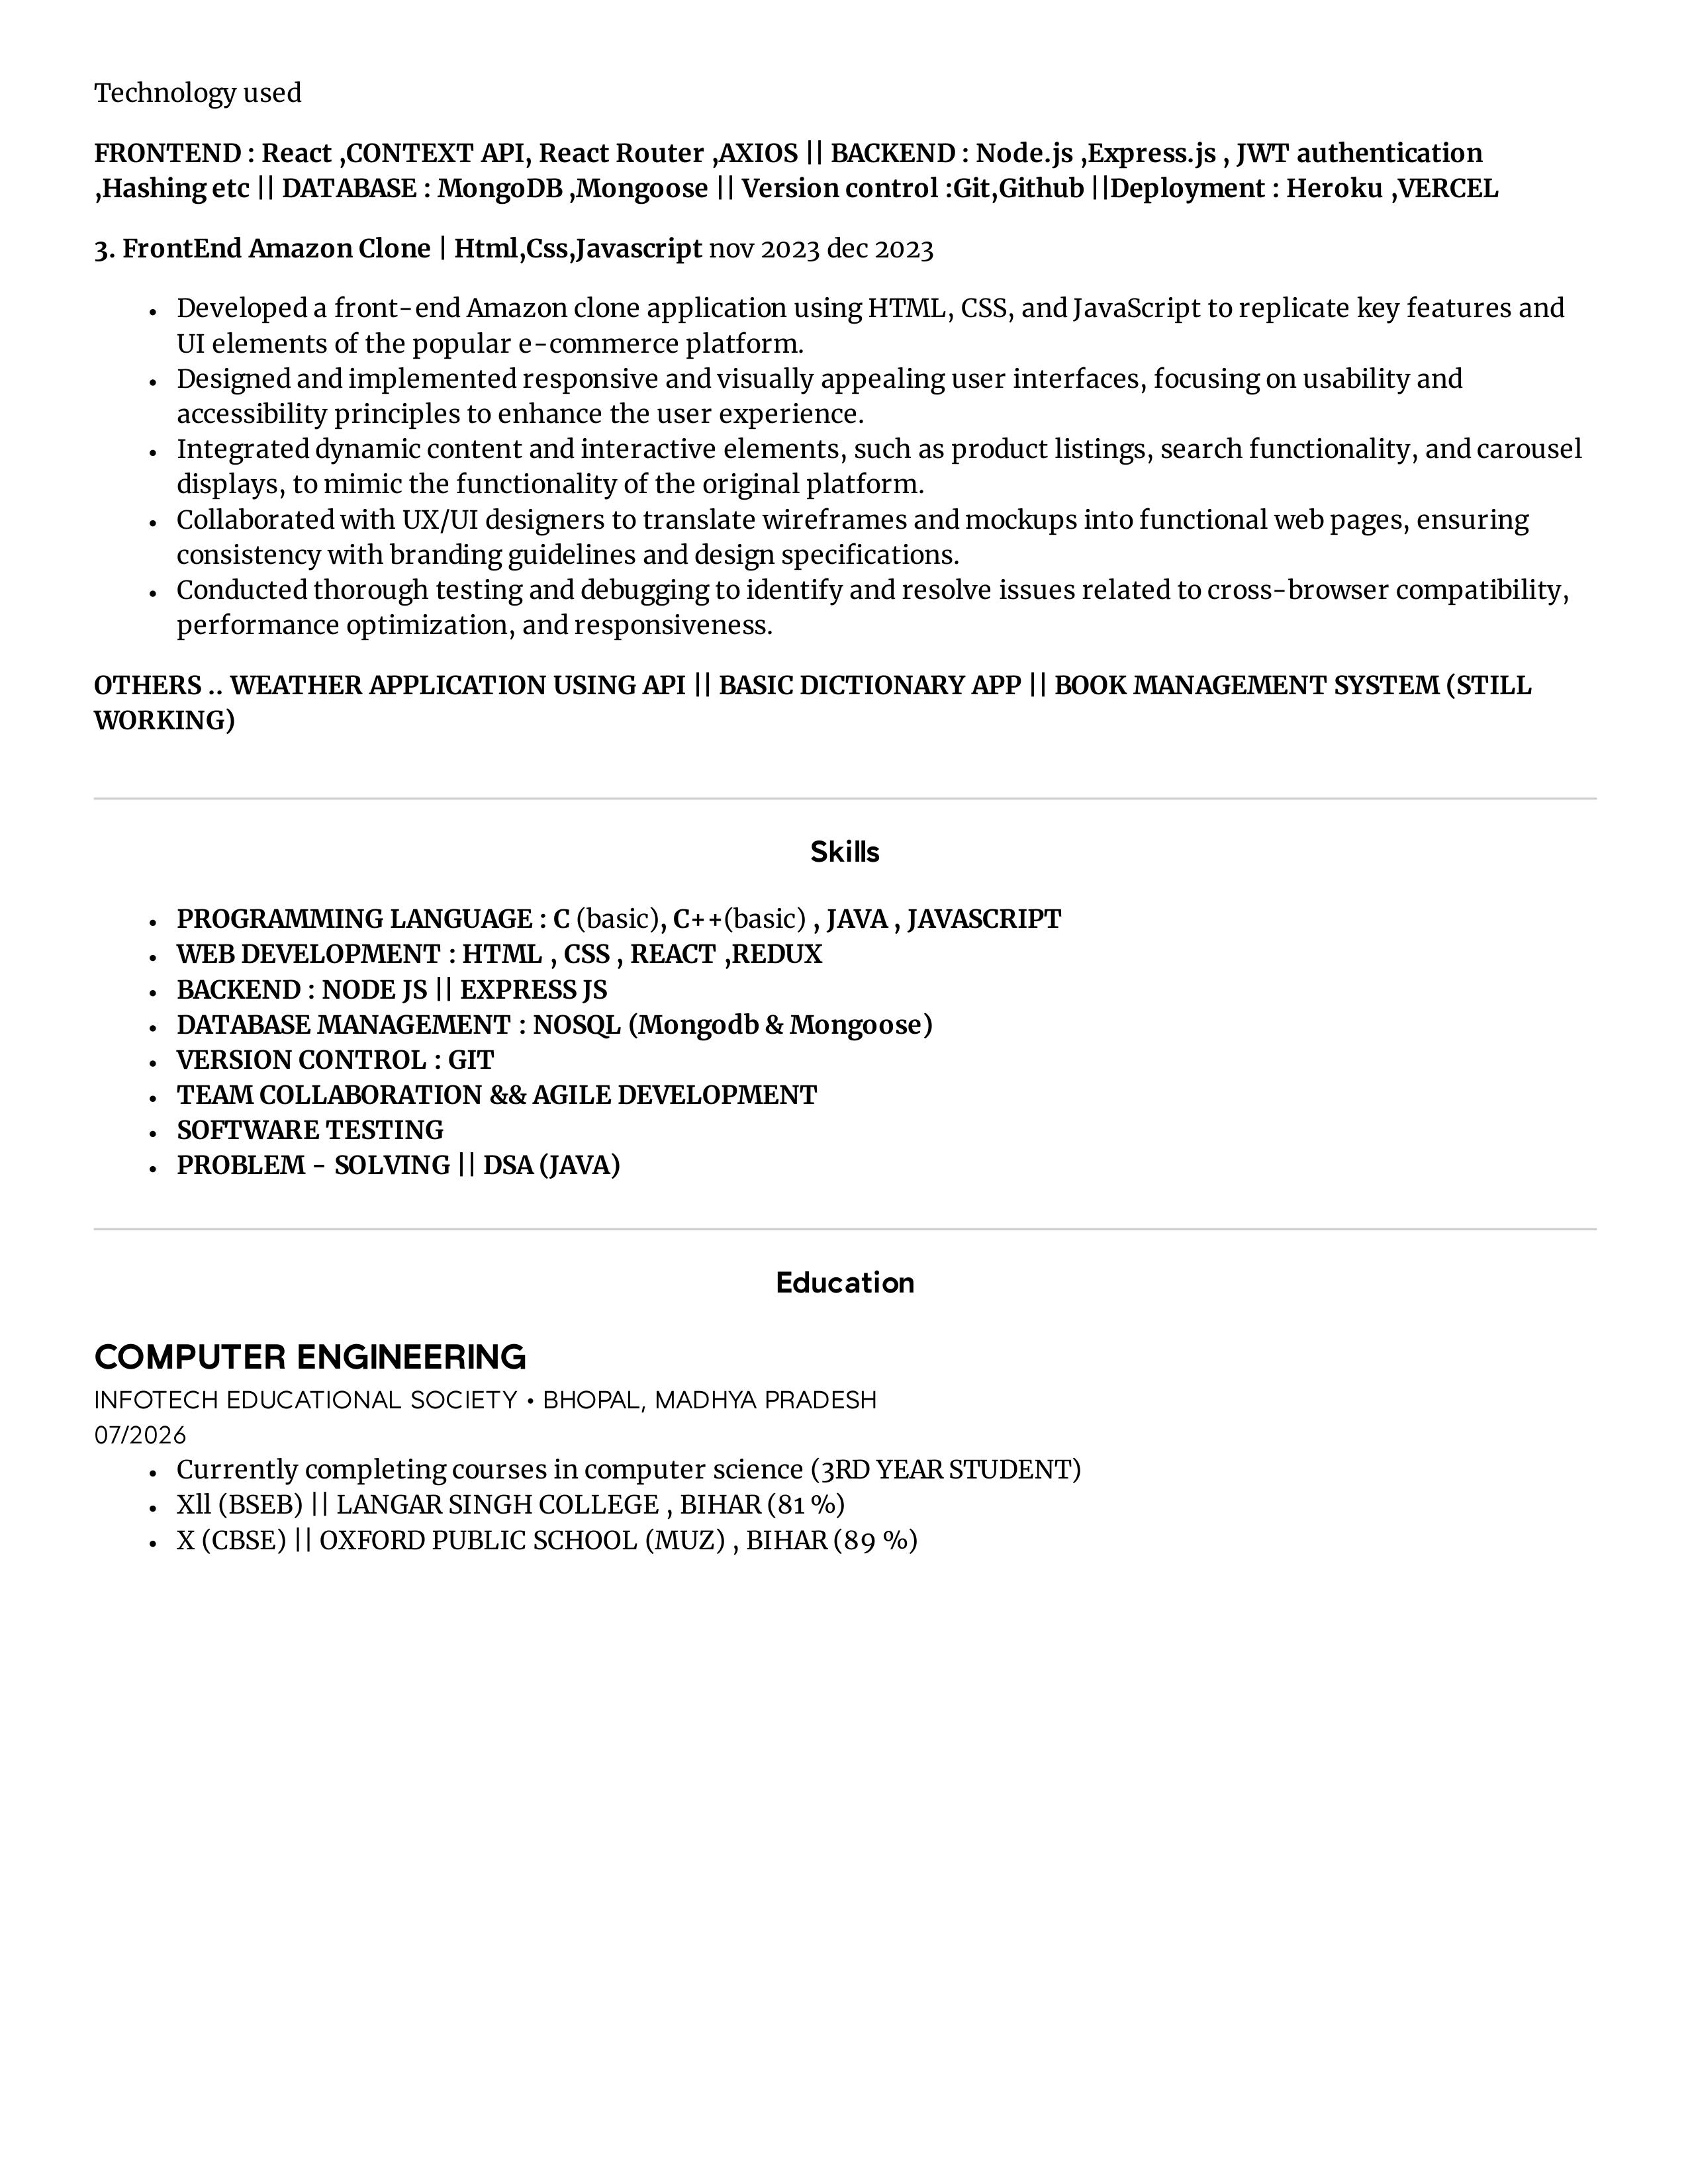 Technology used
FRONTEND : React ,CONTEXT API, React Router ,AXIOS || BACKEND : Node.js ,Express.js , JWT authentication
,Hashing etc || DATABASE : MongoDB ,Mongoose || Version control :Git,Github ||Deployment : Heroku ,VERCEL
3. FrontEnd Amazon Clone | Html,Css,Javascript nov 2023 dec 2023
• Developed a front-end Amazon clone application using HTML, CSS, and JavaScript to replicate key features and
UI elements of the popular e-commerce platform.
• Designed and implemented responsive and visually appealing user interfaces, focusing on usability and
accessibility principles to enhance the user experience.
• Integrated dynamic content and interactive elements, such as product listings, search functionality, and carousel
displays, to mimic the functionality of the original platform.
• Collaborated with UX/UI designers to translate wireframes and mockups into functional web pages, ensuring
consistency with branding guidelines and design specifications.
• Conducted thorough testing and debugging to identify and resolve issues related to cross-browser compatibility,
performance optimization, and responsiveness.
OTHERS .. WEATHER APPLICATION USING API || BASIC DICTIONARY APP || BOOK MANAGEMENT SYSTEM (STILL
WORKING)
Skills
• PROGRAMMING LANGUAGE : C (basic), C++(basic) , JAVA , JAVASCRIPT
• WEB DEVELOPMENT : HTML , CSS , REACT ,REDUX
• BACKEND : NODE JS || EXPRESS JS
• DATABASE MANAGEMENT : NOSQL (Mongodb & Mongoose)
• VERSION CONTROL : GIT
• TEAM COLLABORATION && AGILE DEVELOPMENT
• SOFTWARE TESTING
• PROBLEM - SOLVING || DSA (JAVA)
Education
COMPUTER ENGINEERING
INFOTECH EDUCATIONAL SOCIETY • BHOPAL, MADHYA PRADESH
07/2026
• Currently completing courses in computer science (3RD YEAR STUDENT)
• Xll (BSEB) || LANGAR SINGH COLLEGE , BIHAR (81 %)
• X (CBSE) || OXFORD PUBLIC SCHOOL (MUZ) , BIHAR (89 %)